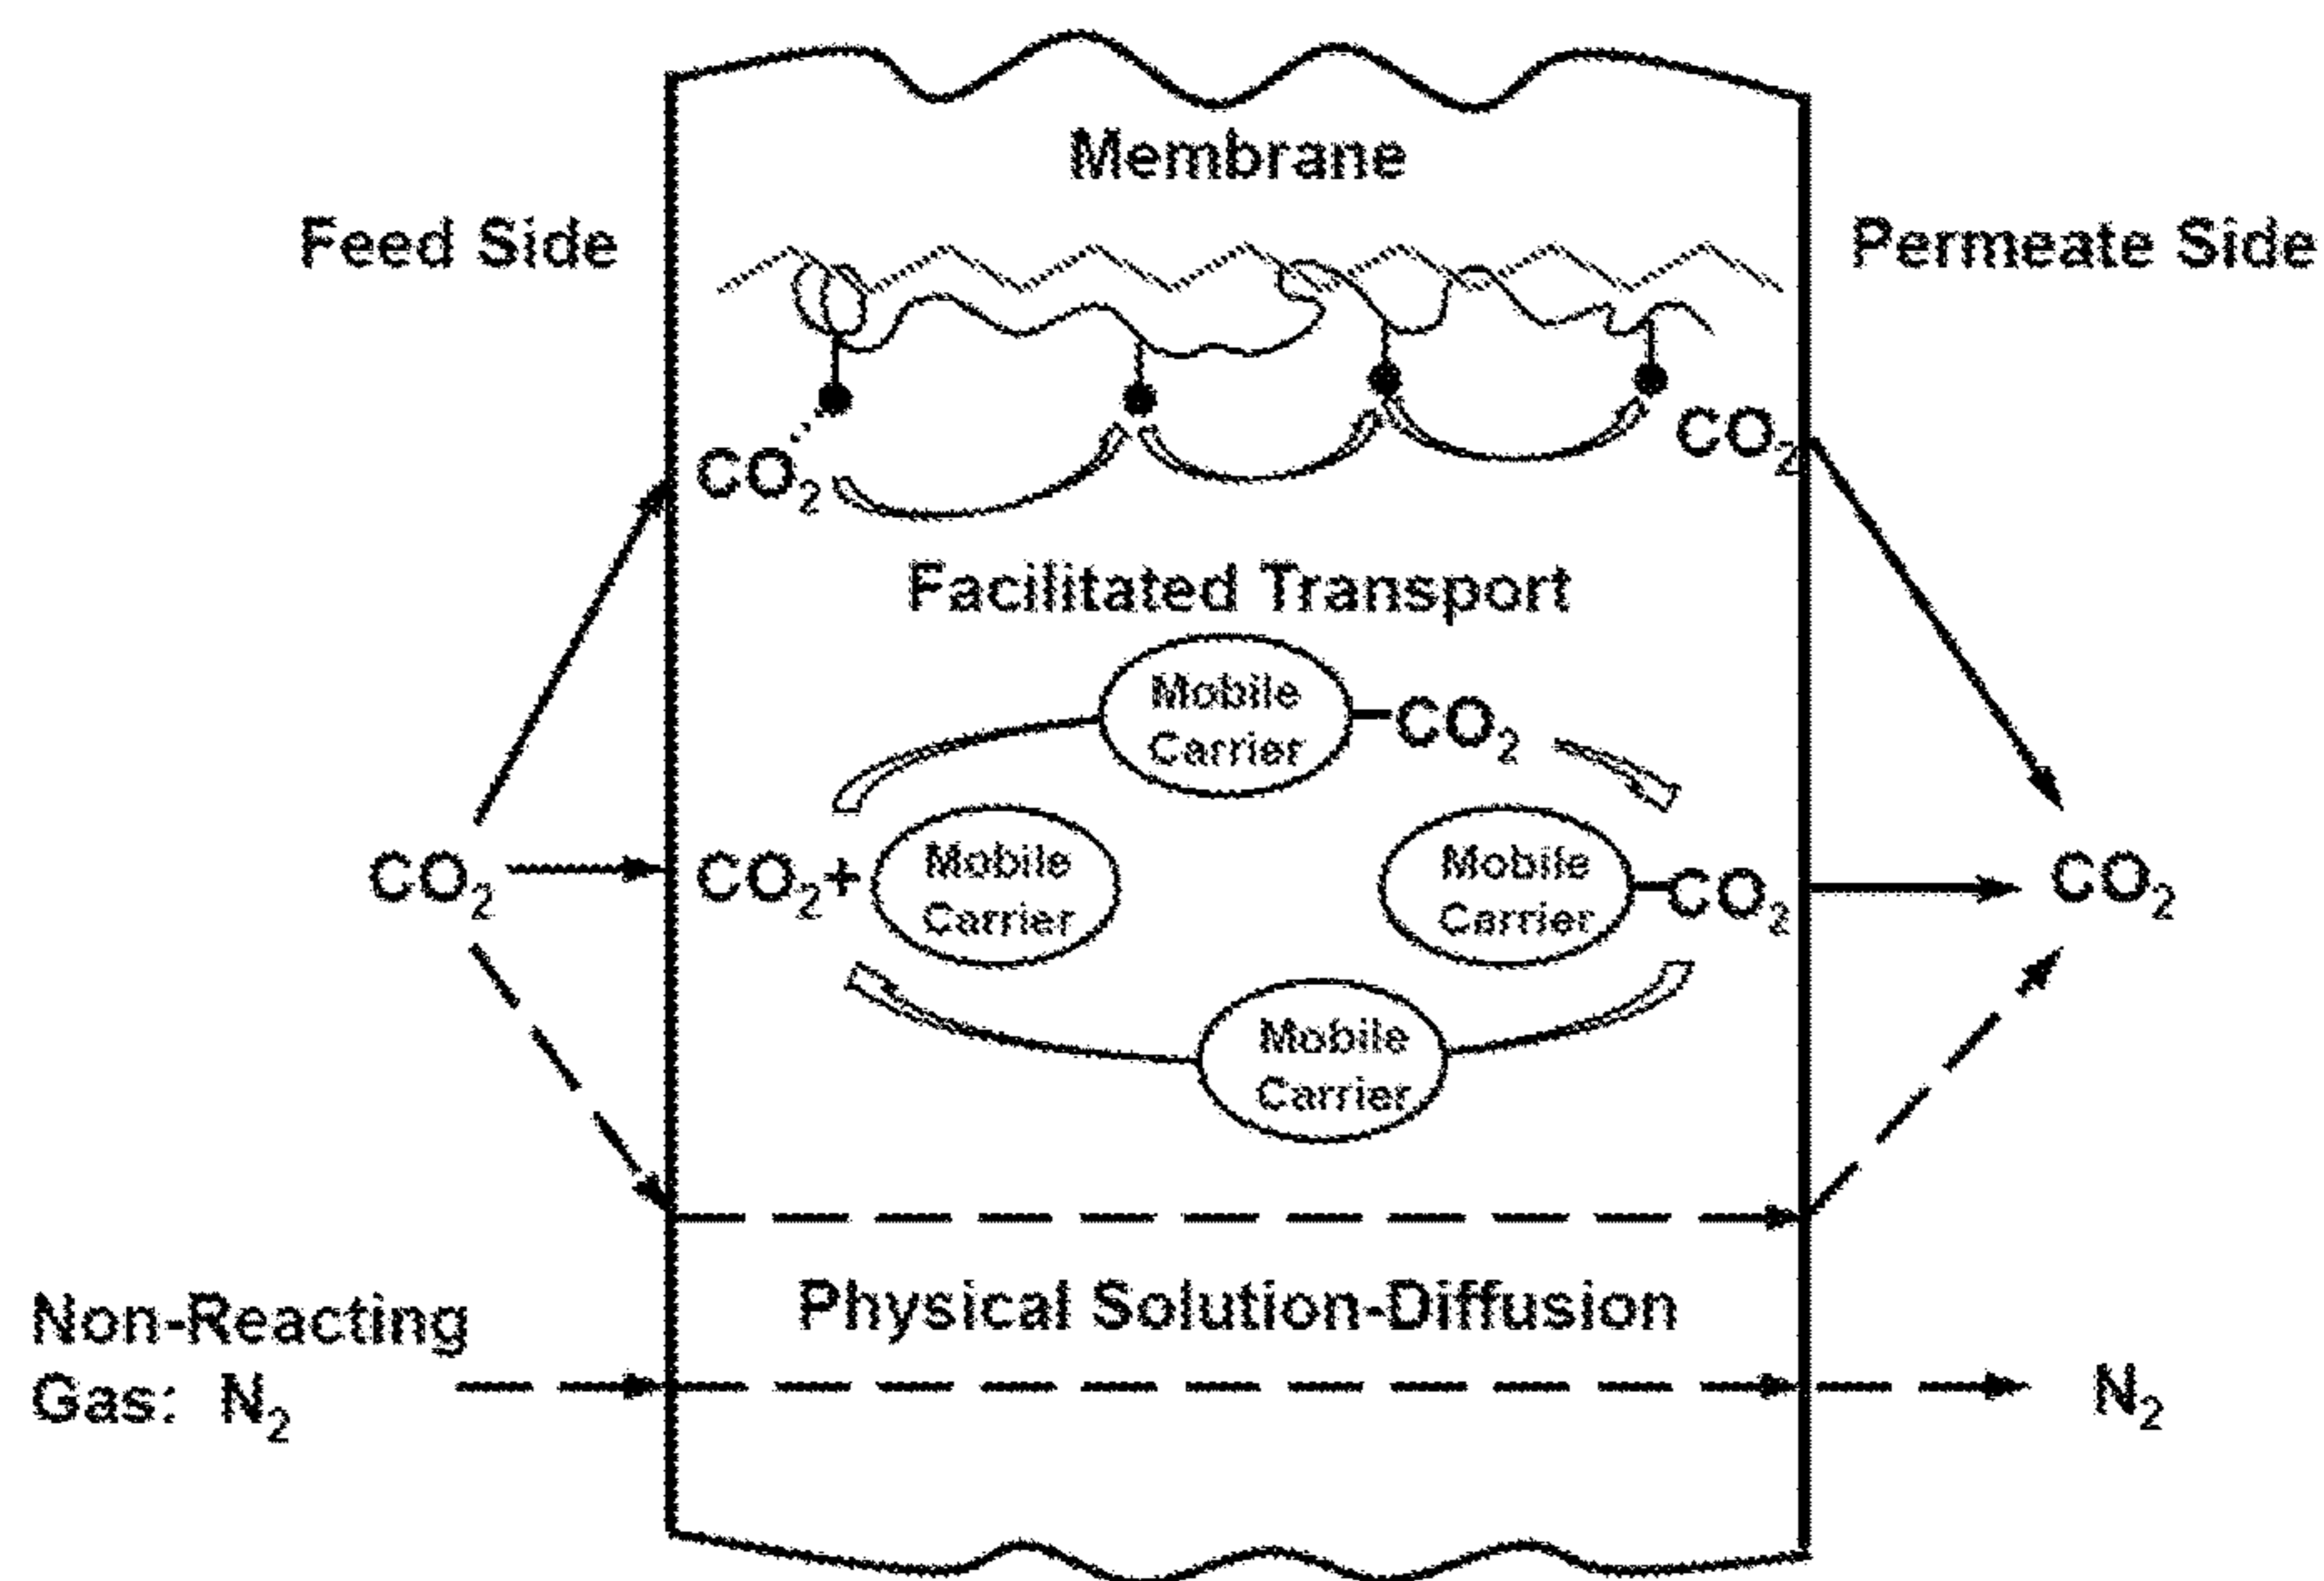 Membrane
Feed Side
Permeate Side
CO₂
CO₂
Facilitated Transport
Mobile
Carrier
CO₂
CO₂
CO₂+
Mobile
Carrier
Mobile
Carrier
CO₂
CO₂
Mobile
Carrier
Physical Solution-Diffusion
Non-Reacting
Gas: N₂
N₂